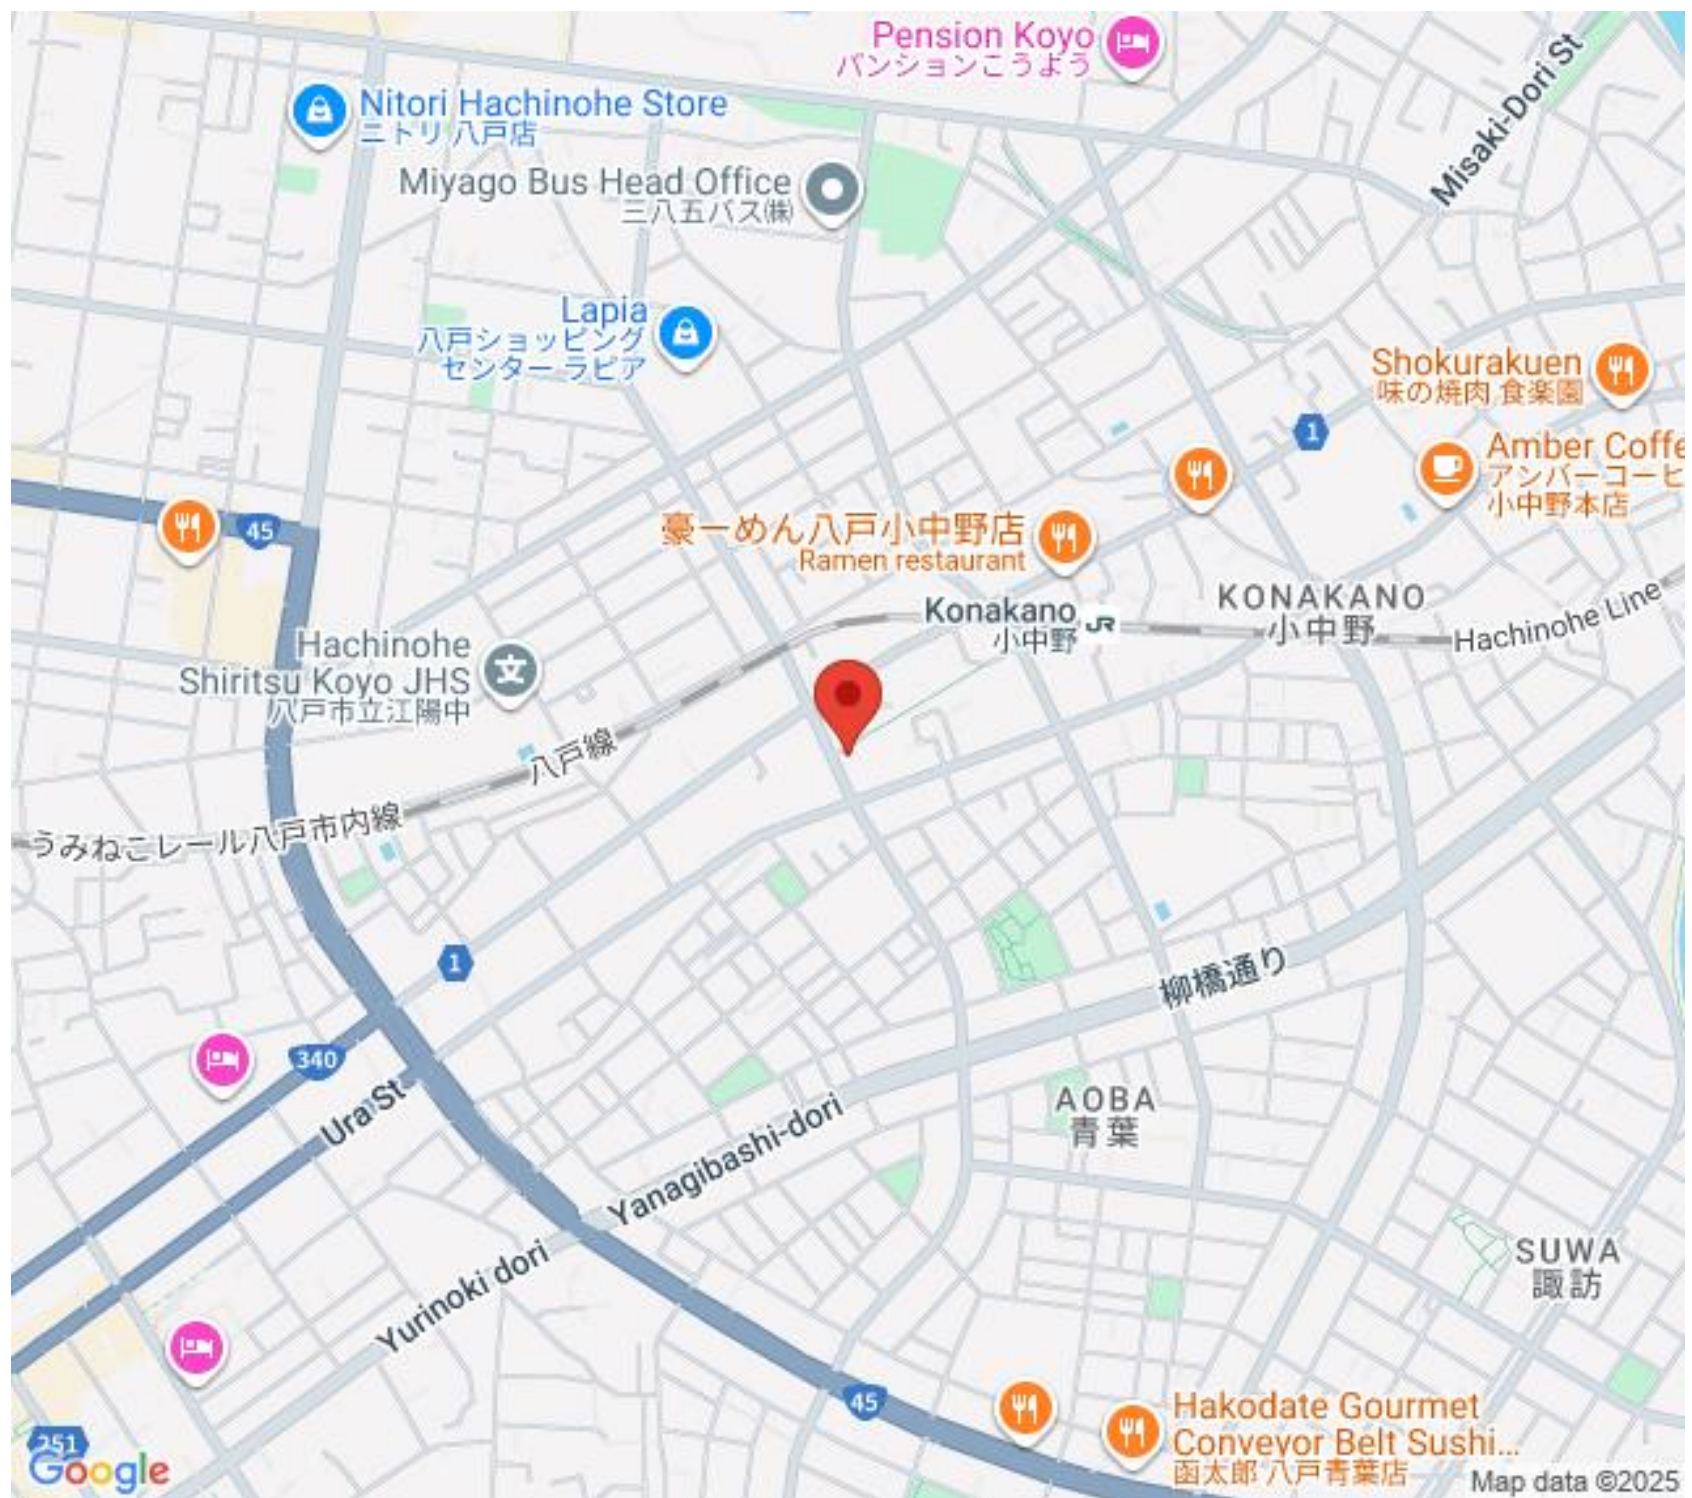 Pension Koyo
パンションこうよう
Misaki-Dori St
Nitori Hachinohe Store
ニトリ 八戸店
Miyago Bus Head Office
三八五バス㈱
Lapia
八戸ショッピング
センター ラピア
Shokurakuen
味の焼肉 食楽園
1
Amber Coffe
アンバーコーヒ
小中野本店
45
豪ーめん八戸小中野店
Ramen restaurant
Konakano
小中野
JR
KONAKANO
小中野
Hachinohe Line
Hachinohe
Shiritsu Koyo JHS
八戸市立江陽中
文
八戸線
うみねこレール八戸市内線
1
柳橋通り
340
Ura St
AOBA
青葉
Yanagibashi-dori
Yurinoki dori
SUWA
諏訪
45
Hakodate Gourmet
Conveyor Belt Sushi...
函太郎 八戸青葉店
251
Google
Map data ©2025